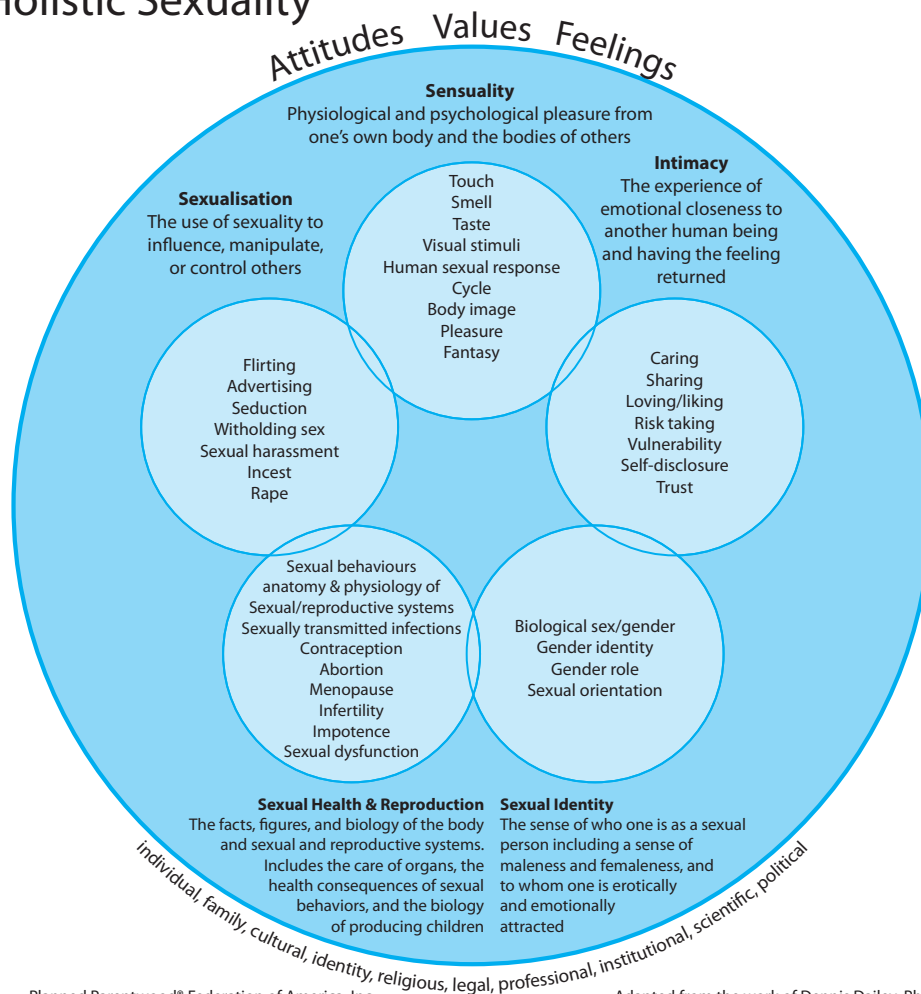 Holistic Sexuality
Attitudes Values Feelings
Sensuality
Physiological and psychological pleasure from
one's own body and the bodies of others
Intimacy
The experience of
emotional closeness to
another human being
and having the feeling
returned
Sexualisation
The use of sexuality to
influence, manipulate,
or control others
Touch
Smell
Taste
Visual stimuli
Human sexual response
Cycle
Body image
Pleasure
Fantasy
Flirting
Advertising
Seduction
Witholding sex
Sexual harassment
Incest
Rape
Caring
Sharing
Loving/liking
Risk taking
Vulnerability
Self-disclosure
Trust
Sexual behaviours
anatomy & physiology of
Sexual/reproductive systems
Sexually transmitted infections
Contraception
Abortion
Menopause
Infertility
Impotence
Sexual dysfunction
Biological sex/gender
Gender identity
Gender role
Sexual orientation
Sexual Health & Reproduction
The facts, figures, and biology of the body
and sexual and reproductive systems.
Includes the care of organs, the
health consequences of sexual
behaviors, and the biology
of producing children
Sexual Identity
The sense of who one is as a sexual
person including a sense of
maleness and femaleness, and
to whom one is erotically
and emotionally
attracted
individual, family, cultural, identity, religious, legal, professional, institutional, scientific, political